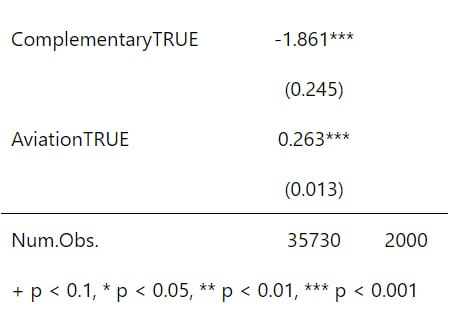 ComplementaryTRUE -1.861***
(0.245)
AviationTRUE 0.263***
(0.013)
Num.Obs. 35730 2000
+ p < 0.1, * p < 0.05, ** p < 0.01, *** p < 0.001